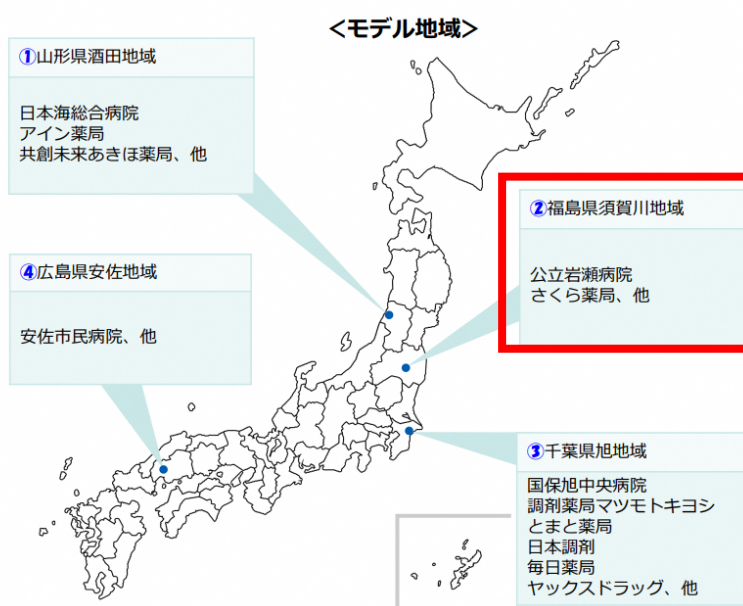 ＜モデル地域＞
①山形県酒田地域
日本海総合病院
アイン薬局
共創未来あきほ薬局、他
②福島県須賀川地域
公立岩瀬病院
さくら薬局、他
④広島県安佐地域
安佐市民病院、他
③千葉県旭地域
国保旭中央病院
調剤薬局マツモトキヨシ
とまと薬局
日本調剤
毎日薬局
ヤックスドラッグ、他